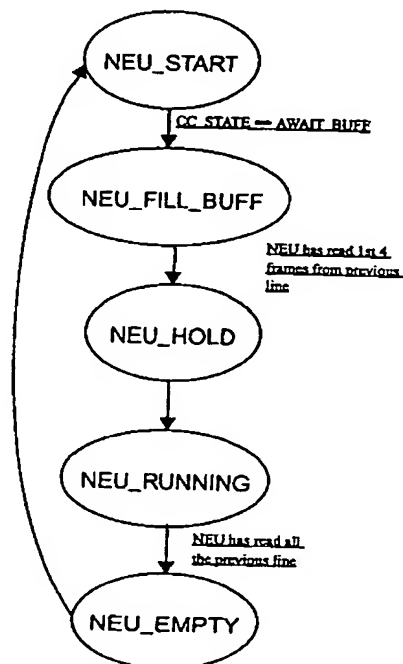 NEU_START
CC_STATE == AWAIT_BUFF
NEU_FILL_BUFF
NEU has read 1st 4
frames from previous
line
NEU_HOLD
NEU_RUNNING
NEU has read all
the previous line
NEU_EMPTY